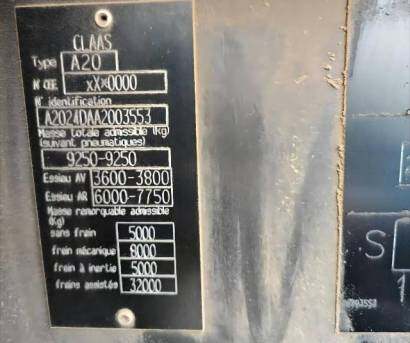 CLAAS
Type A20
N° CEE xXx0000
N° identification
A2024DAA2003553
Masse totale admissible (Kg)
(suivant pneumatiques)
9250-9250
Essieu AV 3600-3800
Essieu AR 6000-7750
Masse remorquable admissible
(Kg)
sans frein 5000
frein mécanique 8000
frein à inertie 5000
freins assistés 32000
S
1